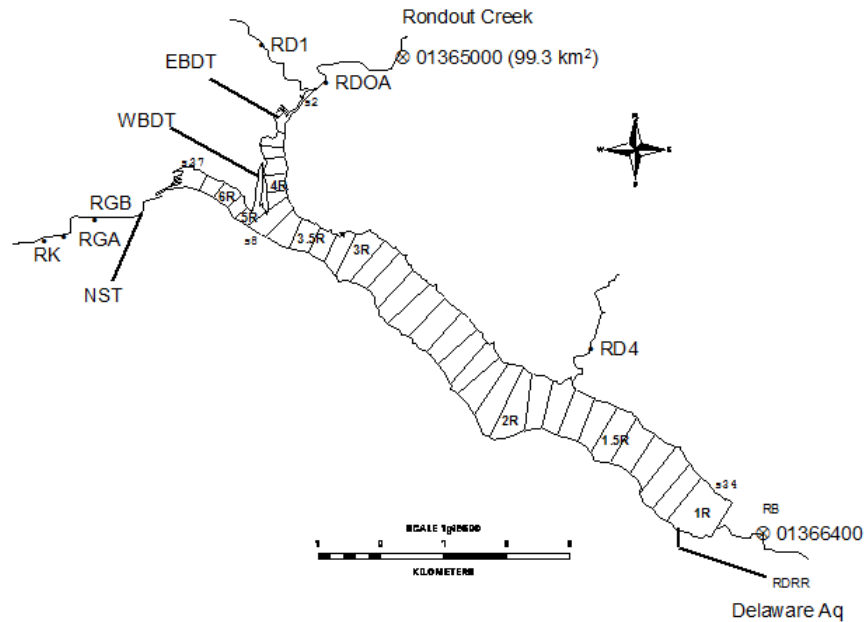 Rondout Creek
RD1
01365000 (99.3 km²)
EBDT
RDOA
s2
WBDT
s37
4R
RGB
6R
5R
3.5R
3R
s6
RGA
RK
NST
RD4
2R
1.5R
s34
1R
RB
01366400
KILOMETERS
RDRR
Delaware Aq